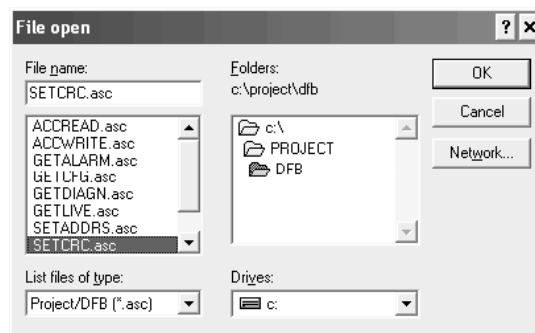 File open
File name:
SETCRC.asc
ACCREAD.asc
ACCWRITE.asc
GETALARM.asc
GETCFG.asc
GETDIAGN.asc
GETLIVE.asc
SETADDRS.asc
SETCRC.asc
List files of type:
Project/DFB (*.asc)
Folders:
c:\project\dfb
c:\
PROJECT
DFB
Drives:
c:
OK
Cancel
Network...